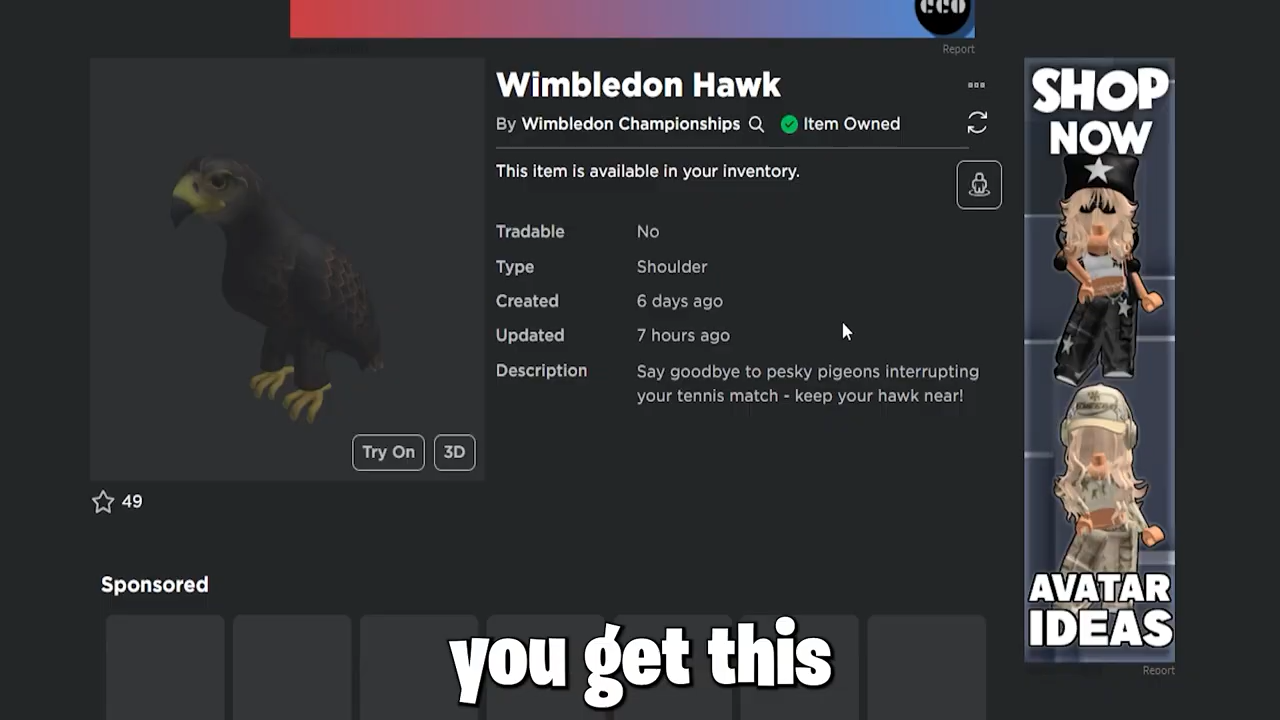 Report
Wimbledon Hawk
By Wimbledon Championships Item Owned
This item is available in your inventory.
Tradable No
Type Shoulder
Created 6 days ago
Updated 7 hours ago
Description Say goodbye to pesky pigeons interrupting
your tennis match - keep your hawk near!
Try On 3D
49
Sponsored
SHOP
NOW
AVATAR
IDEAS
Report
you get this